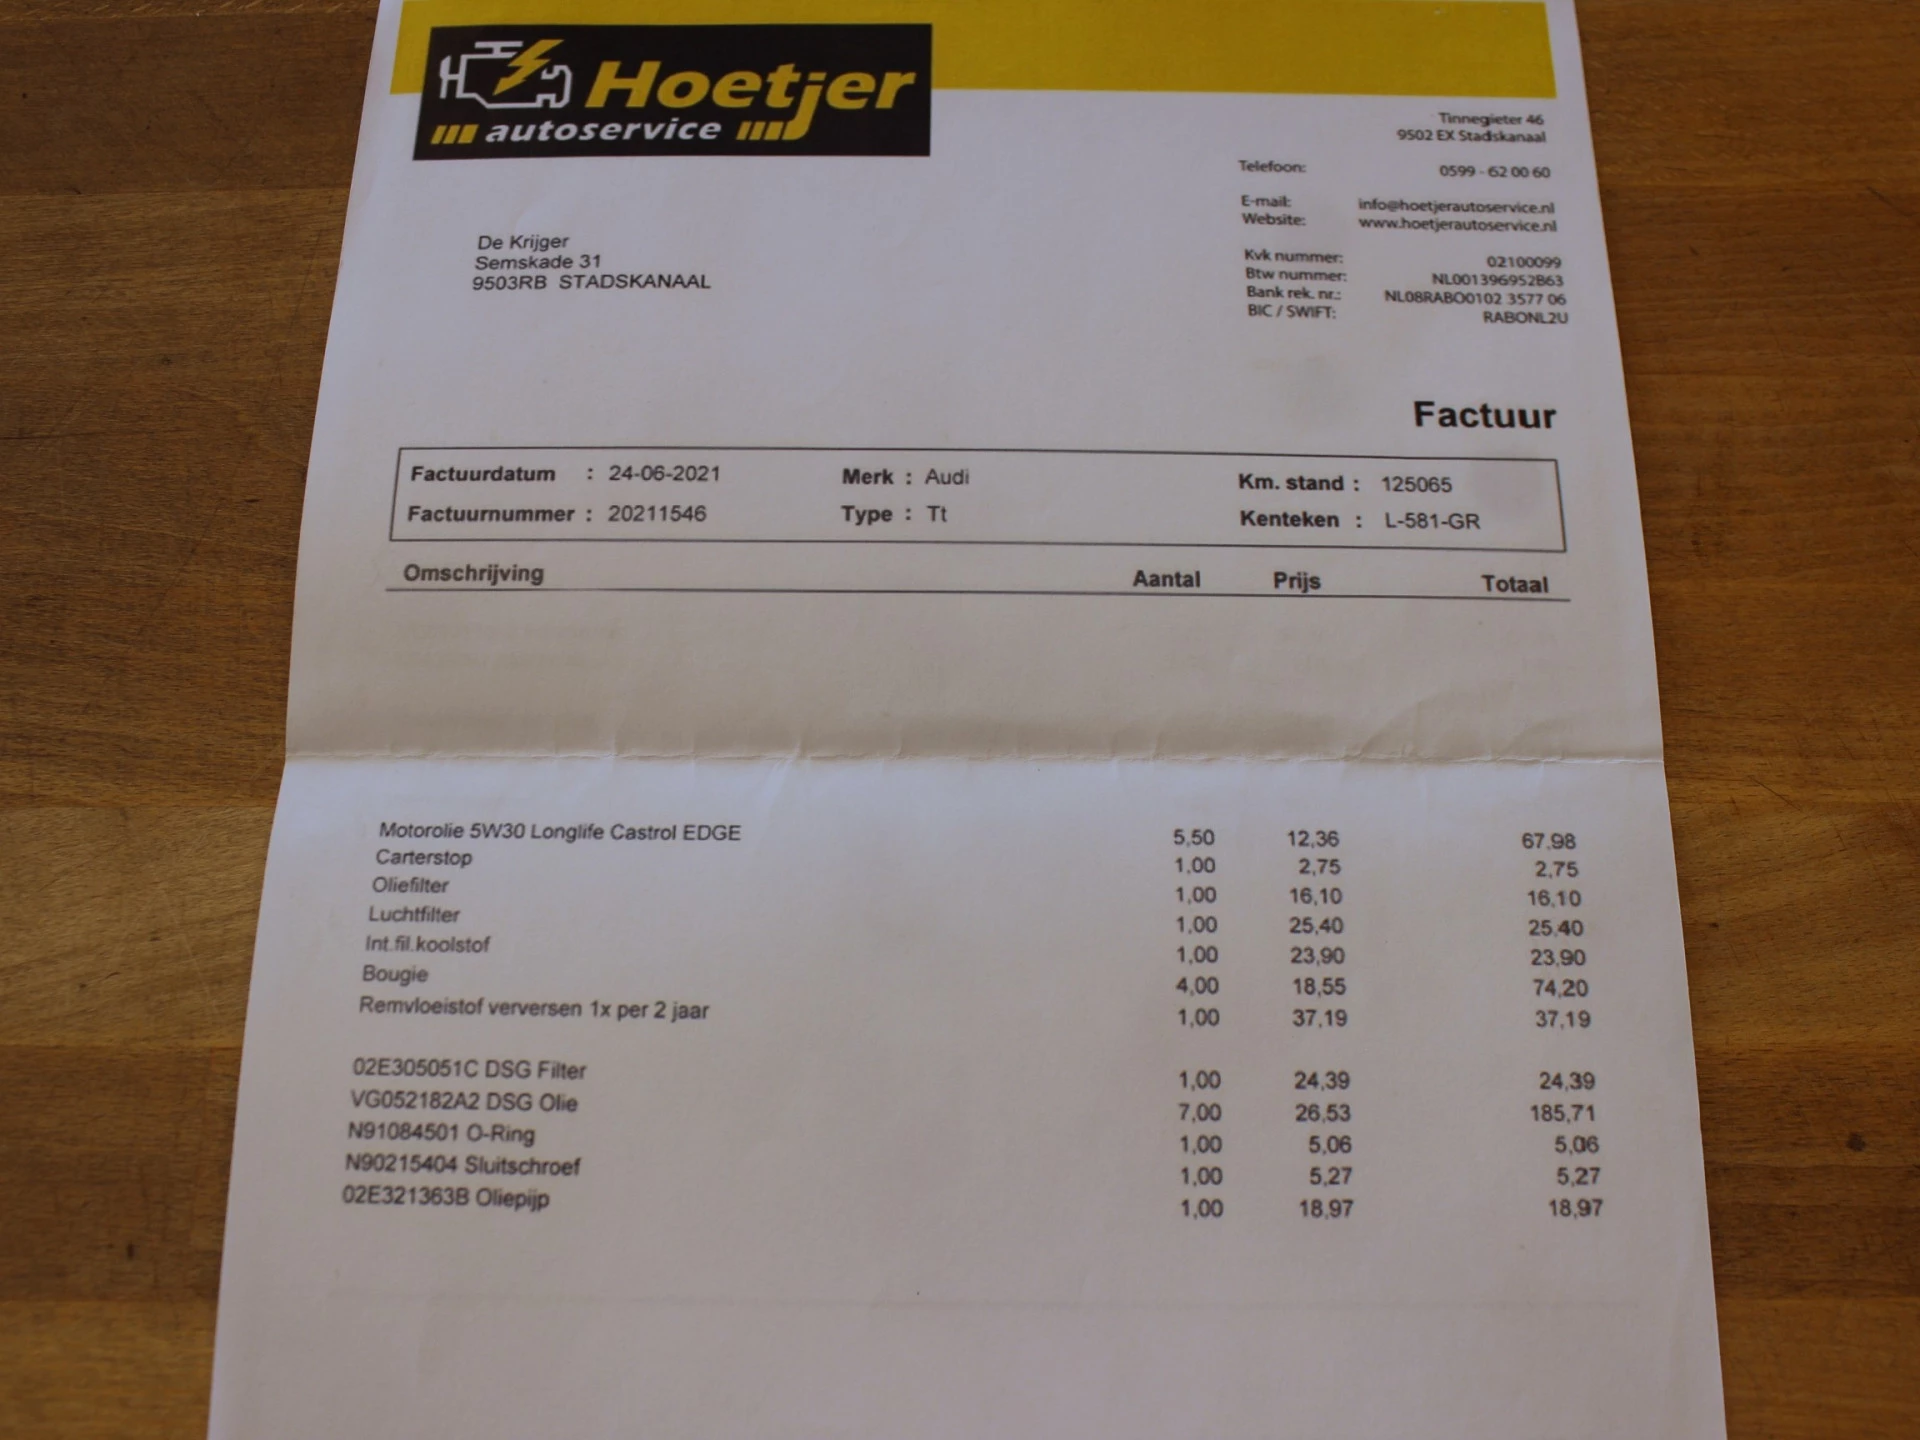 Hoetjer
autoservice
Tinnegieter 46
9502 EX Stadskanaal
Telefoon: 0599 - 62 00 60
E-mail: info@hoetjerautoservice.nl
Website: www.hoetjerautoservice.nl
Kvk nummer: 02100099
Btw nummer: NL001396952B63
Bank rek. nr.: NL08RABO0102 3577 06
BIC / SWIFT: RABONL2U
De Krijger
Semskade 31
9503RB STADSKANAAL
Factuur
Factuurdatum : 24-06-2021 Merk : Audi Km. stand : 125065
Factuurnummer : 20211546 Type : Tt Kenteken : L-581-GR
Omschrijving Aantal Prijs Totaal
Motorolie 5W30 Longlife Castrol EDGE 5,50 12,36 67,98
Carterstop 1,00 2,75 2,75
Oliefilter 1,00 16,10 16,10
Luchtfilter 1,00 25,40 25,40
Int.fil.koolstof 1,00 23,90 23,90
Bougie 4,00 18,55 74,20
Remvloeistof verversen 1x per 2 jaar 1,00 37,19 37,19
02E305051C DSG Filter 1,00 24,39 24,39
VG052182A2 DSG Olie 7,00 26,53 185,71
N91084501 O-Ring 1,00 5,06 5,06
N90215404 Sluitschroef 1,00 5,27 5,27
02E321363B Oliepijp 1,00 18,97 18,97